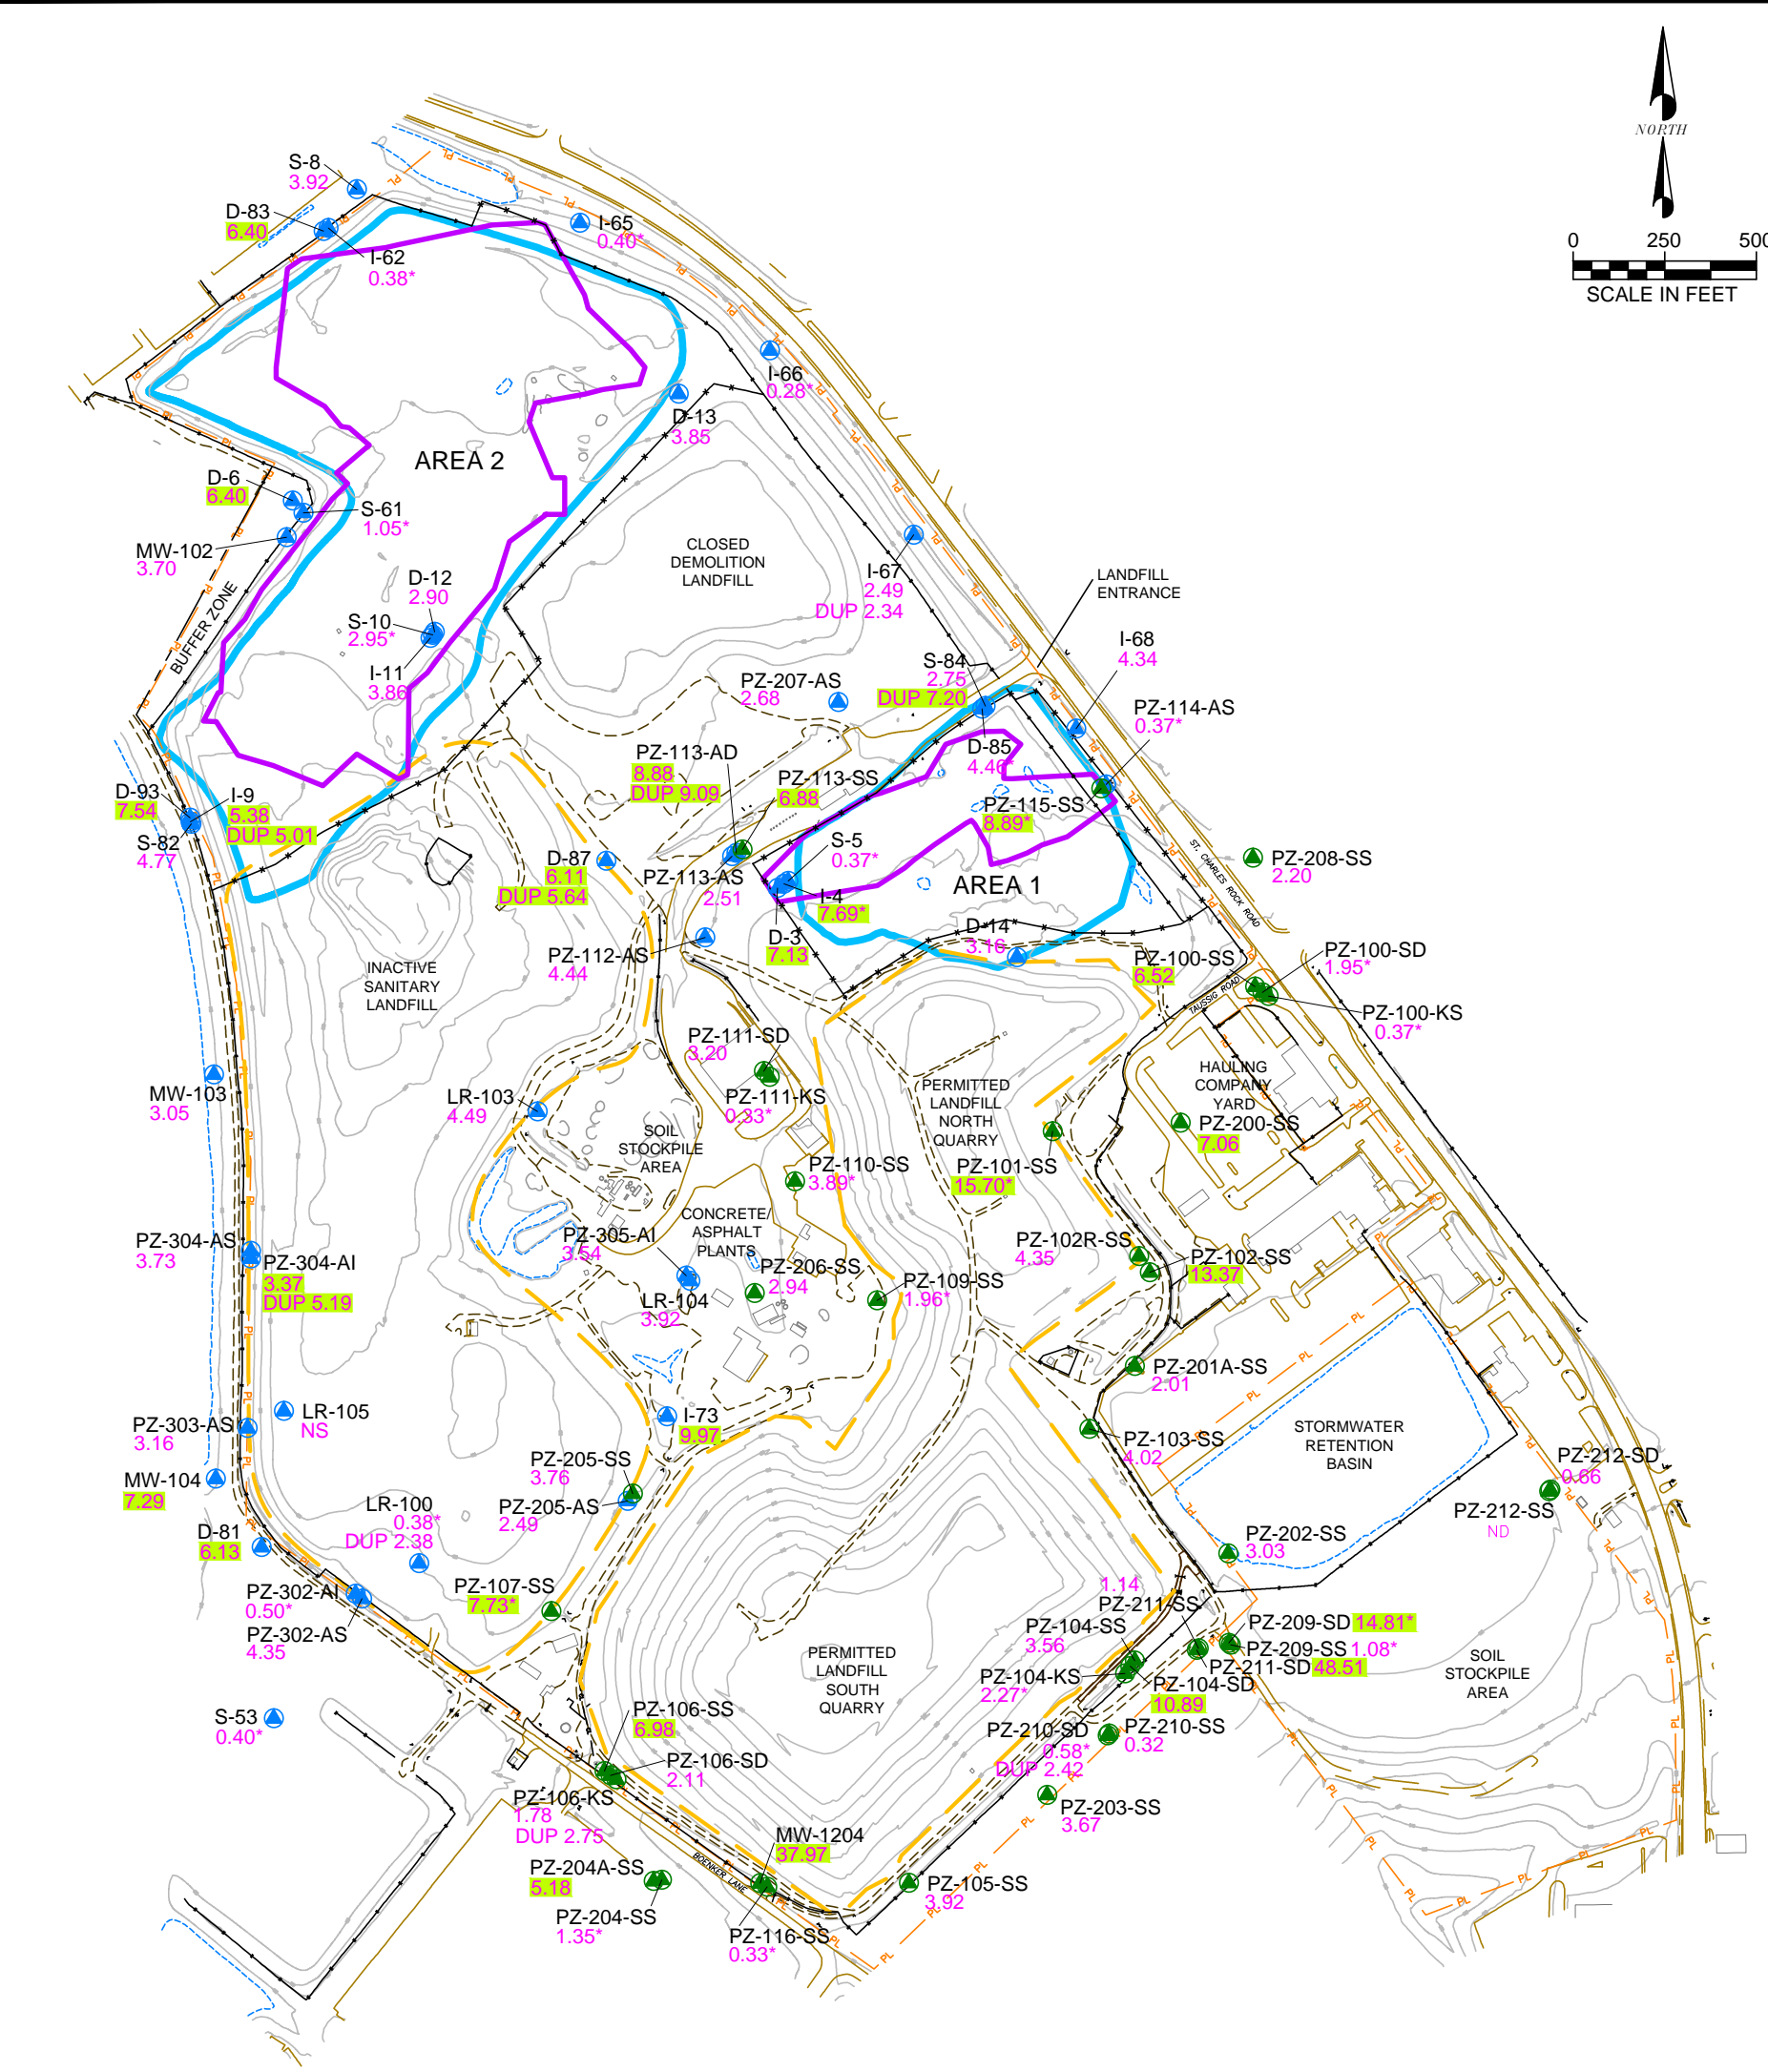 NORTH
0 250 500
SCALE IN FEET
S-8
3.92
D-83
6.40
I-62
0.38*
I-65
0.40*
I-66
0.28*
D-13
3.85
AREA 2
D-6
6.40
S-61
1.05*
MW-102
3.70
BUFFER ZONE
D-12
2.90
S-10
2.95*
I-11
3.86
CLOSED
DEMOLITION
LANDFILL
I-67
2.49
DUP 2.34
LANDFILL
ENTRANCE
I-68
4.34
S-84
2.75
DUP 7.20
PZ-207-AS
2.68
PZ-114-AS
0.37*
D-85
4.46*
PZ-113-AD
8.88
DUP 9.09
PZ-113-SS
6.88
PZ-115-SS
8.89*
D-93
7.54
I-9
5.38
DUP 5.01
S-82
4.77
D-87
6.11
DUP 5.64
PZ-113-AS
2.51
S-5
0.37*
I-4
7.69*
AREA 1
ST. CHARLES ROCK ROAD
PZ-208-SS
2.20
D-3
7.13
D-14
3.16
PZ-112-AS
4.44
PZ-100-SS
6.52
PZ-100-SD
1.95*
TAUSSIG ROAD
PZ-100-KS
0.37*
INACTIVE
SANITARY
LANDFILL
PZ-111-SD
3.20
PZ-111-KS
0.33*
MW-103
3.05
LR-103
4.49
SOIL
STOCKPILE
AREA
PERMITTED
LANDFILL
NORTH
QUARRY
HAULING
COMPANY
YARD
PZ-200-SS
7.06
PZ-101-SS
15.70*
PZ-110-SS
3.89*
CONCRETE/
ASPHALT
PLANTS
PZ-304-AS
3.73
PZ-304-AI
3.37
DUP 5.19
PZ-305-AI
3.54
LR-104
3.92
PZ-206-SS
2.94
PZ-109-SS
1.96*
PZ-102R-SS
4.35
PZ-102-SS
13.37
PZ-201A-SS
2.01
PZ-303-AS
3.16
LR-105
NS
I-73
9.97
PZ-103-SS
4.02
STORMWATER
RETENTION
BASIN
PZ-212-SD
0.66
PZ-212-SS
ND
MW-104
7.29
PZ-205-SS
3.76
PZ-205-AS
2.49
LR-100
0.38*
DUP 2.38
D-81
6.13
PZ-202-SS
3.03
PZ-302-AI
0.50*
PZ-302-AS
4.35
PZ-107-SS
7.73*
1.14
PZ-211-SS
PZ-104-SS
3.56
PZ-209-SD 14.81*
PZ-209-SS 1.08*
PZ-211-SD 48.51
PZ-104-KS
2.27*
PZ-104-SD
10.89
PERMITTED
LANDFILL
SOUTH
QUARRY
SOIL
STOCKPILE
AREA
S-53
0.40*
PZ-106-SS
6.98
PZ-106-SD
2.11
PZ-106-KS
1.78
DUP 2.75
PZ-210-SD
0.58*
DUP 2.42
PZ-210-SS
0.32
PZ-203-SS
3.67
MW-1204
37.97
BOENKER LANE
PZ-204A-SS
5.18
PZ-204-SS
1.35*
PZ-105-SS
3.92
PZ-116-SS
0.33*